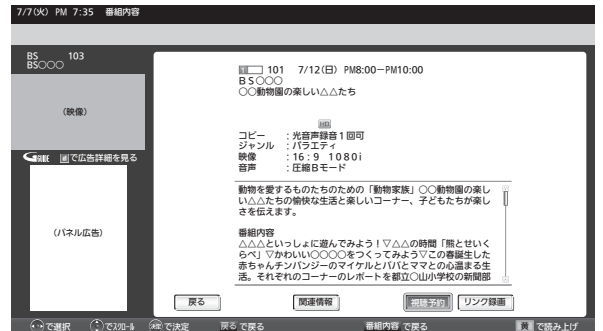 7/7(火) PM 7:35 番組内容
BS 103
BS○○○
(映像)
GGUIDE dで広告詳細を見る
(パネル広告)
101 7/12(日) PM8:00−PM10:00
BS○○○
○○動物園の楽しい△△たち
コピー :光音声録音1回可
ジャンル :バラエティ
映像 :16:9 1080i
音声 :圧縮Bモード
動物を愛するものたちのための「動物家族」○○動物園の楽し
い△△たちの愉快な生活と楽しいコーナー、子どもたちが楽し
さを伝えます。
番組内容
△△△といっしょに遊んでみよう!▽△△の時間「熊とせいく
らべ」▽かわいい○○○○をつくってみよう▽この春誕生した
赤ちゃんチンパンジーのマイケルとパパとママとの心温まる生
活。それぞれのコーナーのレポートを都立○山小学校の新聞部
戻る 関連情報 視聴予約 リンク録画
で選択 でスクロール 決定 で決定 戻る で戻る 番組内容 で戻る 黄 で読み上げ